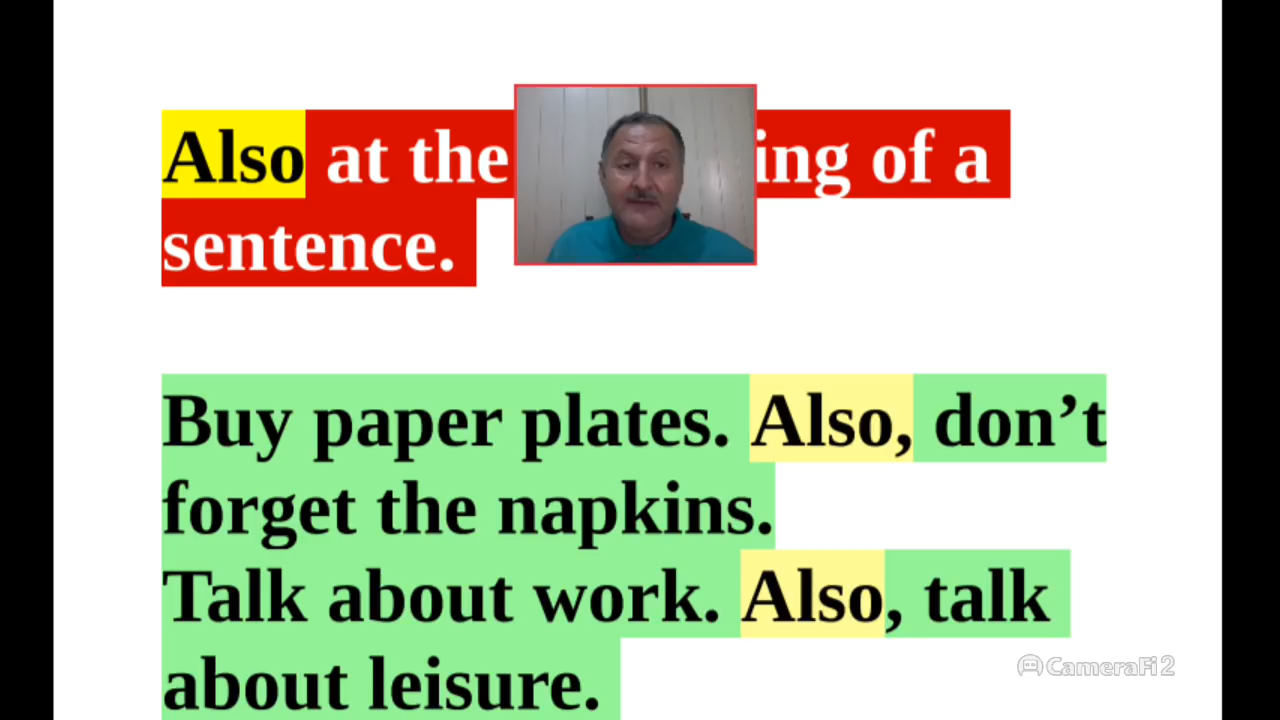 Also at the ing of a
sentence.
Buy paper plates. Also, don’t
forget the napkins.
Talk about work. Also, talk
about leisure.
CameraFi2